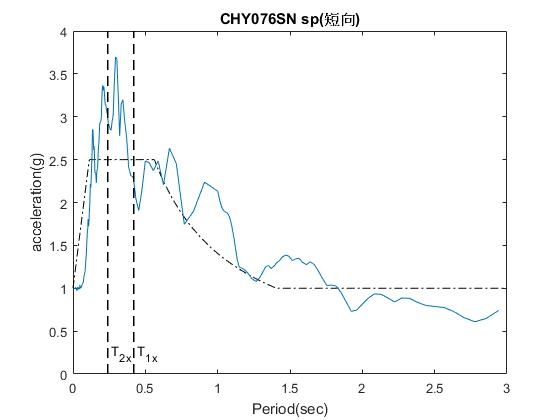 CHY076SN sp(短向)
acceleration(g)
4
3.5
3
2.5
2
1.5
1
0.5
0
T2x T1x
0 0.5 1 1.5 2 2.5 3
Period(sec)